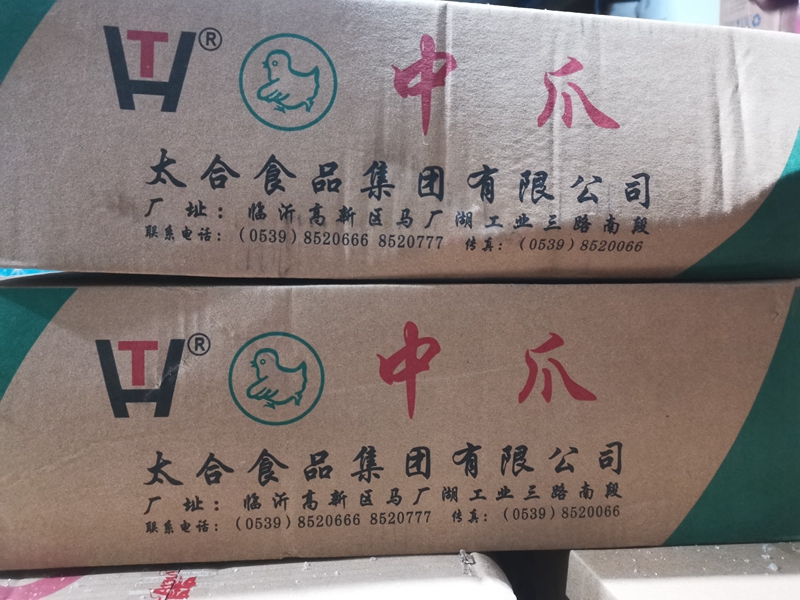 TH® 中爪
太合食品集团有限公司
厂址：临沂高新区马厂湖工业三路南段
联系电话：(0539) 8520666 8520777 传真：(0539) 8520066
TH® 中爪
太合食品集团有限公司
厂址：临沂高新区马厂湖工业三路南段
联系电话：(0539) 8520666 8520777 传真：(0539) 8520066